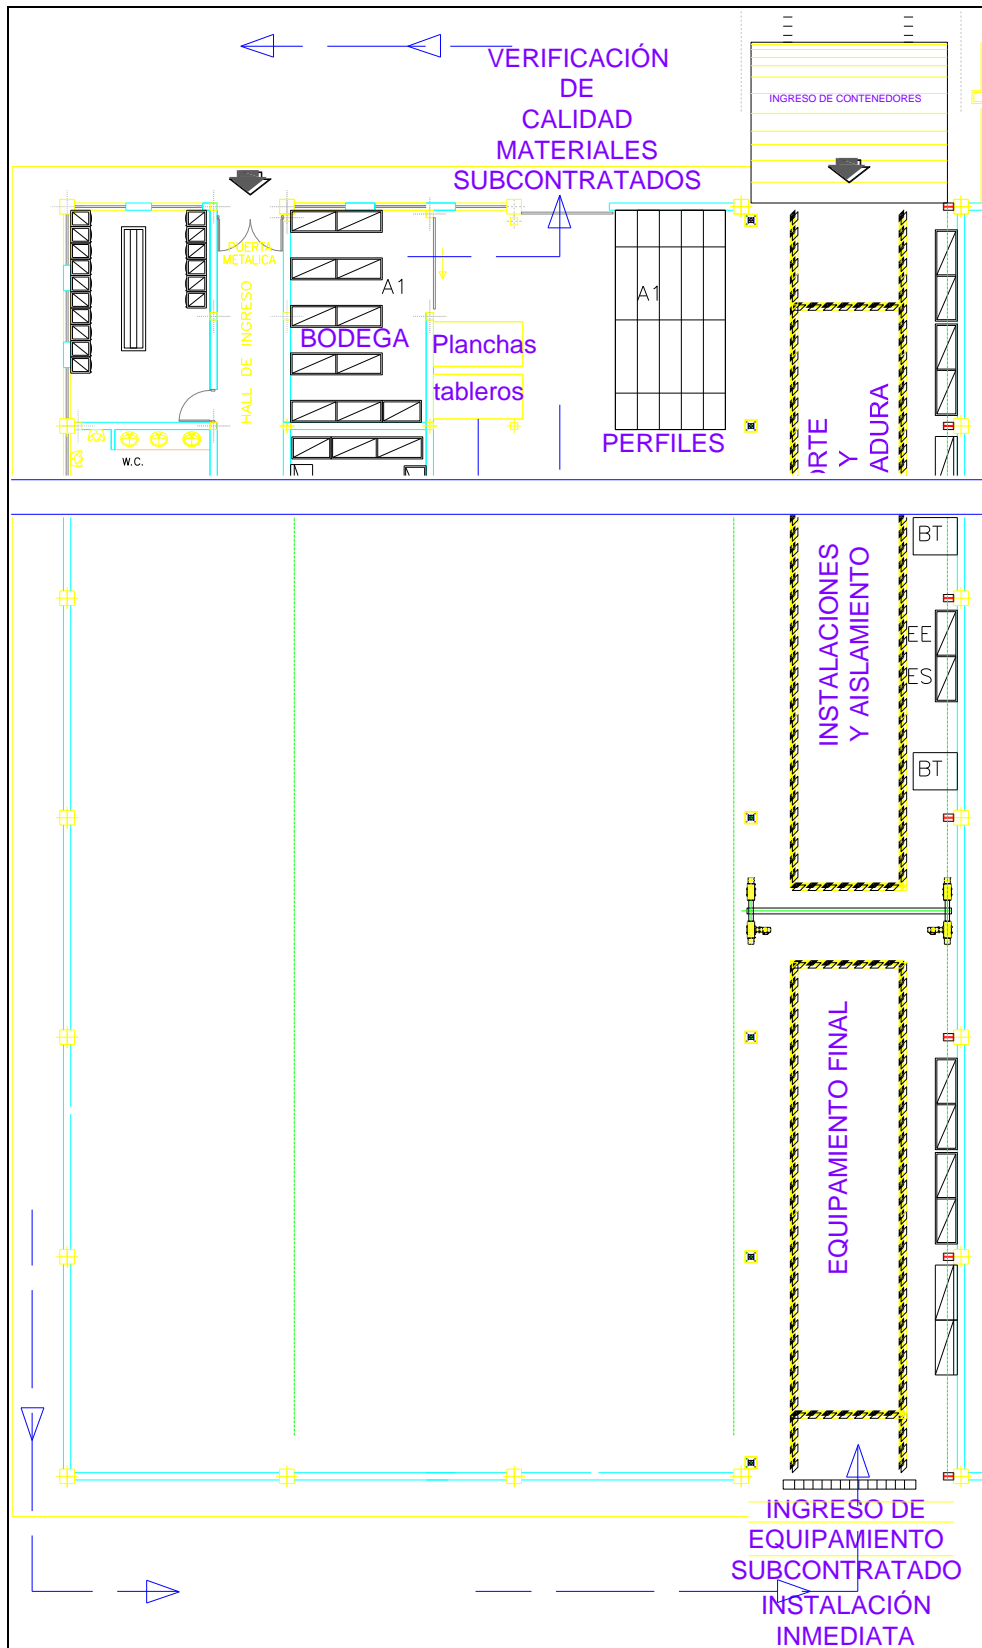 VERIFICACIÓN
DE
CALIDAD
MATERIALES
SUBCONTRATADOS
INGRESO DE CONTENEDORES
PUERTA
METALICA
HALL DE INGRESO
A1
BODEGA
Planchas
tableros
A1
PERFILES
W.C.
ORTE
Y
ADURA
INSTALACIONES
Y AISLAMIENTO
BT
EE
ES
BT
EQUIPAMIENTO FINAL
INGRESO DE
EQUIPAMIENTO
SUBCONTRATADO
INSTALACIÓN
INMEDIATA